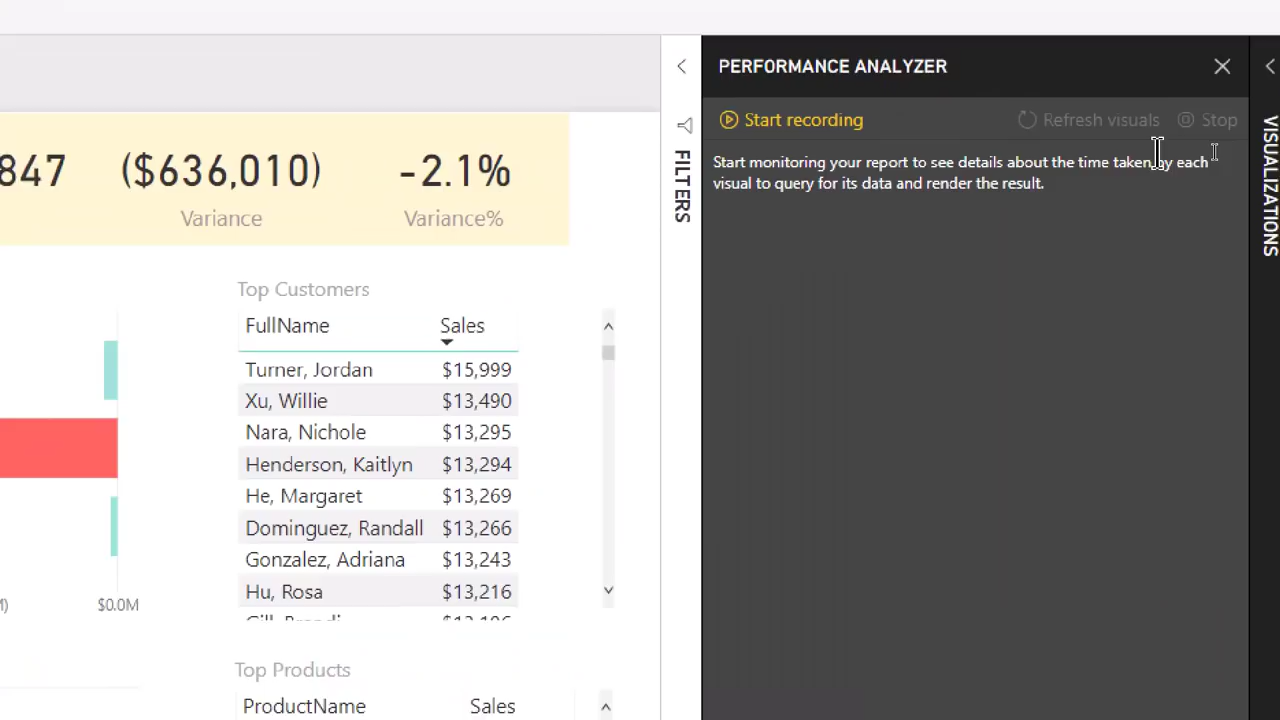 847
($636,010)
-2.1%
Variance
Variance%
$0.0M
Top Customers
FullName Sales
Turner, Jordan $15,999
Xu, Willie $13,490
Nara, Nichole $13,295
Henderson, Kaitlyn $13,294
He, Margaret $13,269
Dominguez, Randall $13,266
Gonzalez, Adriana $13,243
Hu, Rosa $13,216
Top Products
ProductName Sales
FILTERS
PERFORMANCE ANALYZER
Start recording
Refresh visuals
Stop
Start monitoring your report to see details about the time taken by each
visual to query for its data and render the result.
VISUALIZATIONS